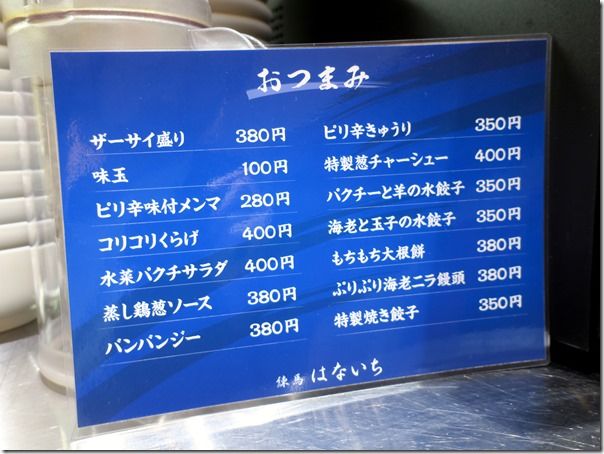 おつまみ
ザーサイ盛り 380円
味玉 100円
ピリ辛味付メンマ 280円
コリコリくらげ 400円
水菜パクチサラダ 400円
蒸し鶏葱ソース 380円
バンバンジー 380円
ピリ辛きゅうり 350円
特製葱チャーシュー 400円
パクチーと羊の水餃子 350円
海老と玉子の水餃子 350円
もちもち大根餅 380円
ぷりぷり海老ニラ饅頭 380円
特製焼き餃子 350円
練馬 はないち